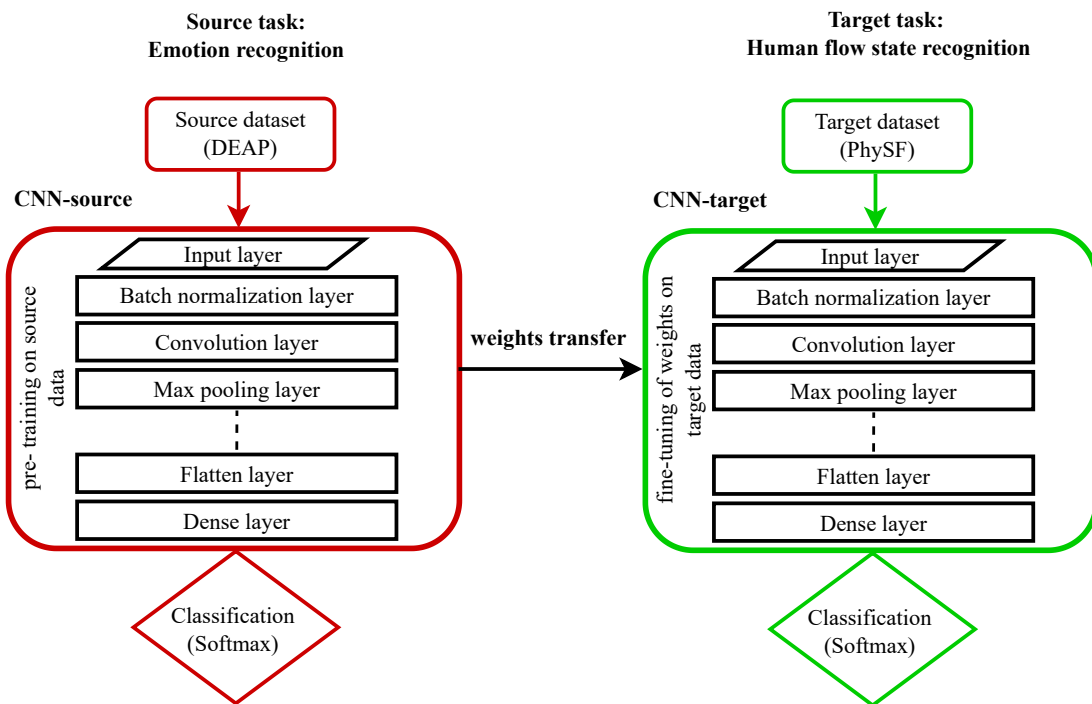 Source task:
Emotion recognition
Source dataset
(DEAP)
CNN-source
Input layer
Batch normalization layer
Convolution layer
Max pooling layer
Flatten layer
Dense layer
pre- training on source
data
Classification
(Softmax)
weights transfer
Target task:
Human flow state recognition
Target dataset
(PhySF)
CNN-target
Input layer
Batch normalization layer
Convolution layer
Max pooling layer
Flatten layer
Dense layer
fine-tuning of weights on
target data
Classification
(Softmax)